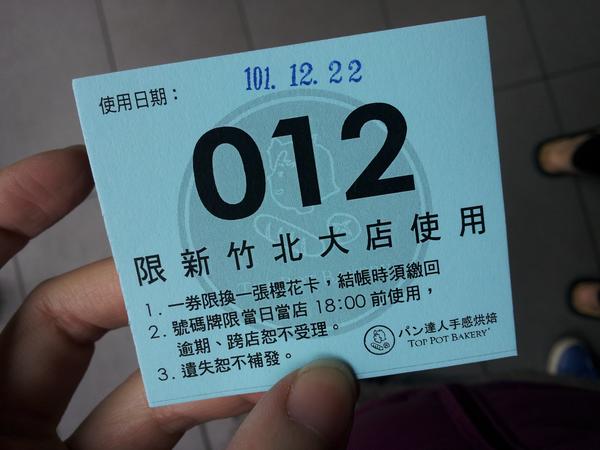 使用日期：
101. 12. 22
012
限新竹北大店使用
1. 一券限換一張櫻花卡，結帳時須繳回
2. 號碼牌限當日當店 18:00 前使用，
逾期、跨店恕不受理。
3. 遺失恕不補發。
パン達人手感烘焙
TOP POT BAKERY